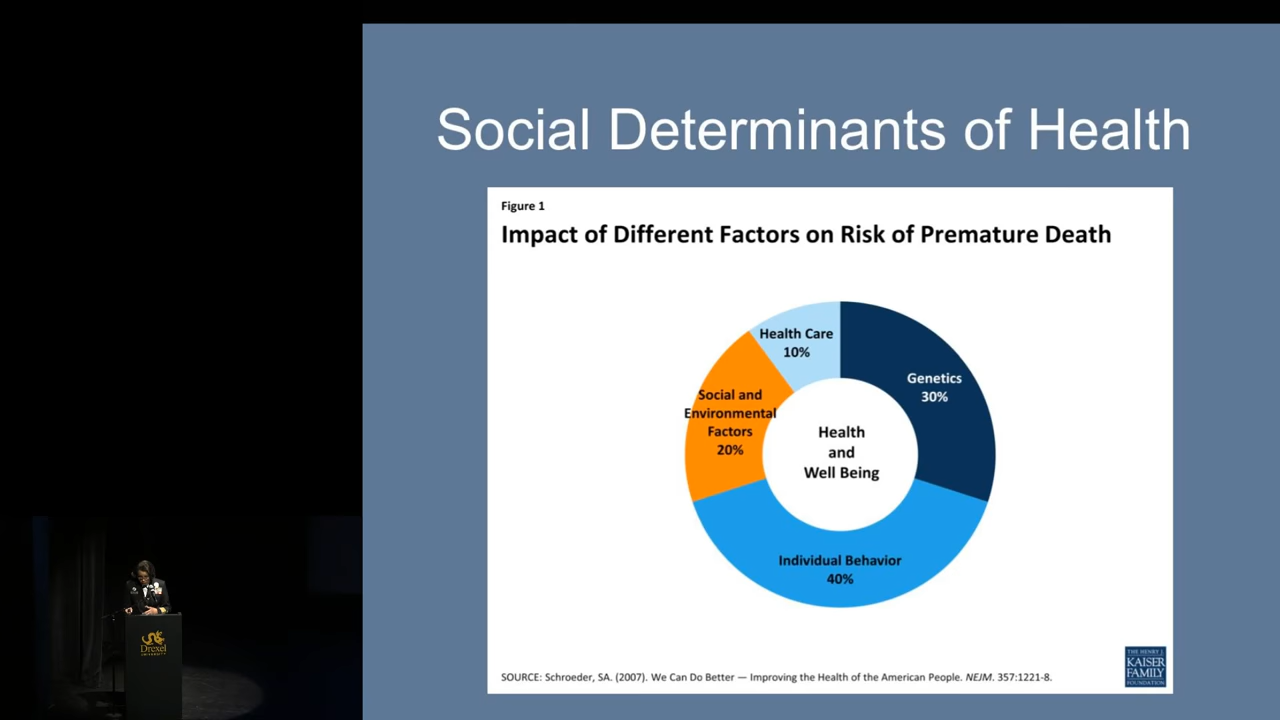 Social Determinants of Health
Figure 1
Impact of Different Factors on Risk of Premature Death
Health Care
10%
Genetics
30%
Social and
Environmental
Factors
20%
Health
and
Well Being
Individual Behavior
40%
SOURCE: Schroeder, SA. (2007). We Can Do Better — Improving the Health of the American People. NEJM. 357:1221-8.
THE HENRY J.
KAISER
FAMILY
FOUNDATION
Drexel
UNIVERSITY